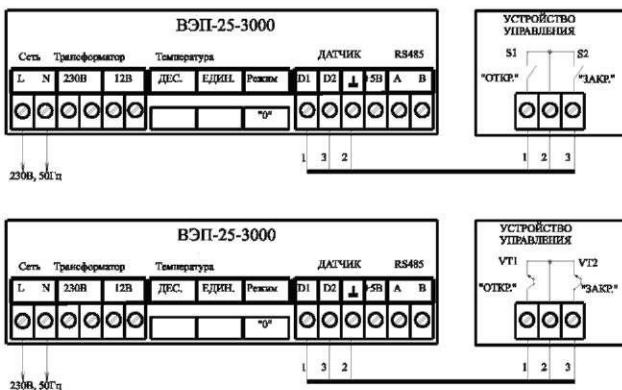 ВЭП-25-3000
Сеть Трансформатор Температура ДАТЧИК RS485
L N 230В 12В ДЕС. ЕДИН. Режим D1 D2 ⊥ +5В A B
"0"
230В, 50Гц
1 3 2
УСТРОЙСТВО
УПРАВЛЕНИЯ
S1 S2
"ОТКР." "ЗАКР."
1 2 3
ВЭП-25-3000
Сеть Трансформатор Температура ДАТЧИК RS485
L N 230В 12В ДЕС. ЕДИН. Режим D1 D2 ⊥ +5В A B
"0"
230В, 50Гц
1 3 2
УСТРОЙСТВО
УПРАВЛЕНИЯ
VT1 VT2
"ОТКР." "ЗАКР."
1 2 3